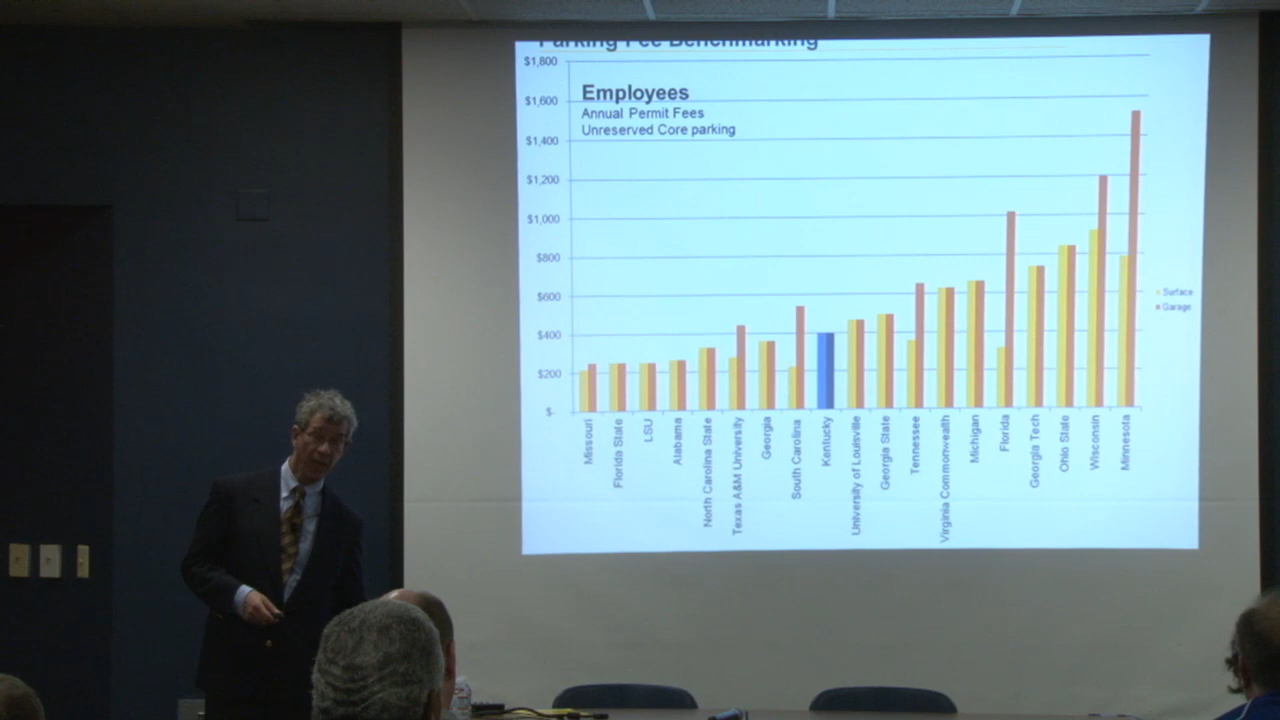 Parking Fee Benchmarking
$1,800
Employees
$1,600
Annual Permit Fees
Unreserved Core parking
$1,400
$1,200
$1,000
$800
$600
$400
$200
$-
Surface
Garage
Missouri
Florida State
LSU
Alabama
North Carolina State
Texas A&M University
Georgia
South Carolina
Kentucky
University of Louisville
Georgia State
Tennessee
Virginia Commonwealth
Michigan
Florida
Georgia Tech
Ohio State
Wisconsin
Minnesota